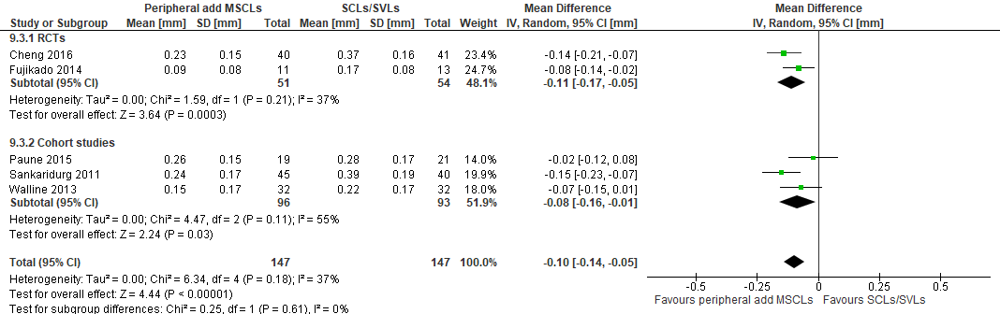 Peripheral add MSCLs SCLs/SVLs Mean Difference Mean Difference
Study or Subgroup Mean [mm] SD [mm] Total Mean [mm] SD [mm] Total Weight IV, Random, 95% CI [mm] IV, Random, 95% CI [mm]
9.3.1 RCTs
Cheng 2016 0.23 0.15 40 0.37 0.16 41 23.4% -0.14 [-0.21, -0.07]
Fujikado 2014 0.09 0.08 11 0.17 0.08 13 24.7% -0.08 [-0.14, -0.02]
Subtotal (95% CI) 51 54 48.1% -0.11 [-0.17, -0.05]
Heterogeneity: Tau² = 0.00; Chi² = 1.59, df = 1 (P = 0.21); I² = 37%
Test for overall effect: Z = 3.64 (P = 0.0003)
9.3.2 Cohort studies
Paune 2015 0.26 0.15 19 0.28 0.17 21 14.0% -0.02 [-0.12, 0.08]
Sankaridurg 2011 0.24 0.17 45 0.39 0.19 40 19.9% -0.15 [-0.23, -0.07]
Walline 2013 0.15 0.17 32 0.22 0.17 32 18.0% -0.07 [-0.15, 0.01]
Subtotal (95% CI) 96 93 51.9% -0.08 [-0.16, -0.01]
Heterogeneity: Tau² = 0.00; Chi² = 4.47, df = 2 (P = 0.11); I² = 55%
Test for overall effect: Z = 2.24 (P = 0.03)
Total (95% CI) 147 147 100.0% -0.10 [-0.14, -0.05]
Heterogeneity: Tau² = 0.00; Chi² = 6.34, df = 4 (P = 0.18); I² = 37%
Test for overall effect: Z = 4.44 (P < 0.00001)
Test for subgroup differences: Chi² = 0.25, df = 1 (P = 0.61), I² = 0%
-0.5 -0.25 0 0.25 0.5
Favours peripheral add MSCLs Favours SCLs/SVLs